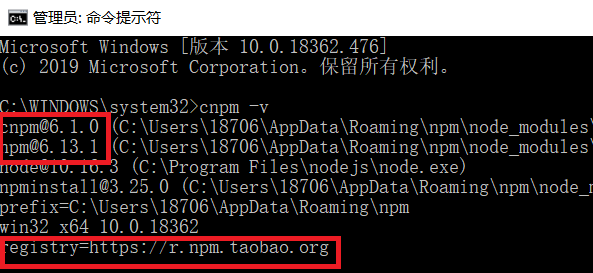 管理员: 命令提示符
Microsoft Windows [版本 10.0.18362.476]
(c) 2019 Microsoft Corporation。保留所有权利。
C:\WINDOWS\system32>cnpm -v
cnpm@6.1.0 (C:\Users\18706\AppData\Roaming\npm\node_modules\
npm@6.13.1 (C:\Users\18706\AppData\Roaming\npm\node_modules\
node@10.16.3 (C:\Program Files\nodejs\node.exe)
npminstall@3.25.0 (C:\Users\18706\AppData\Roaming\npm\node_m
prefix=C:\Users\18706\AppData\Roaming\npm
win32 x64 10.0.18362
registry=https://r.npm.taobao.org